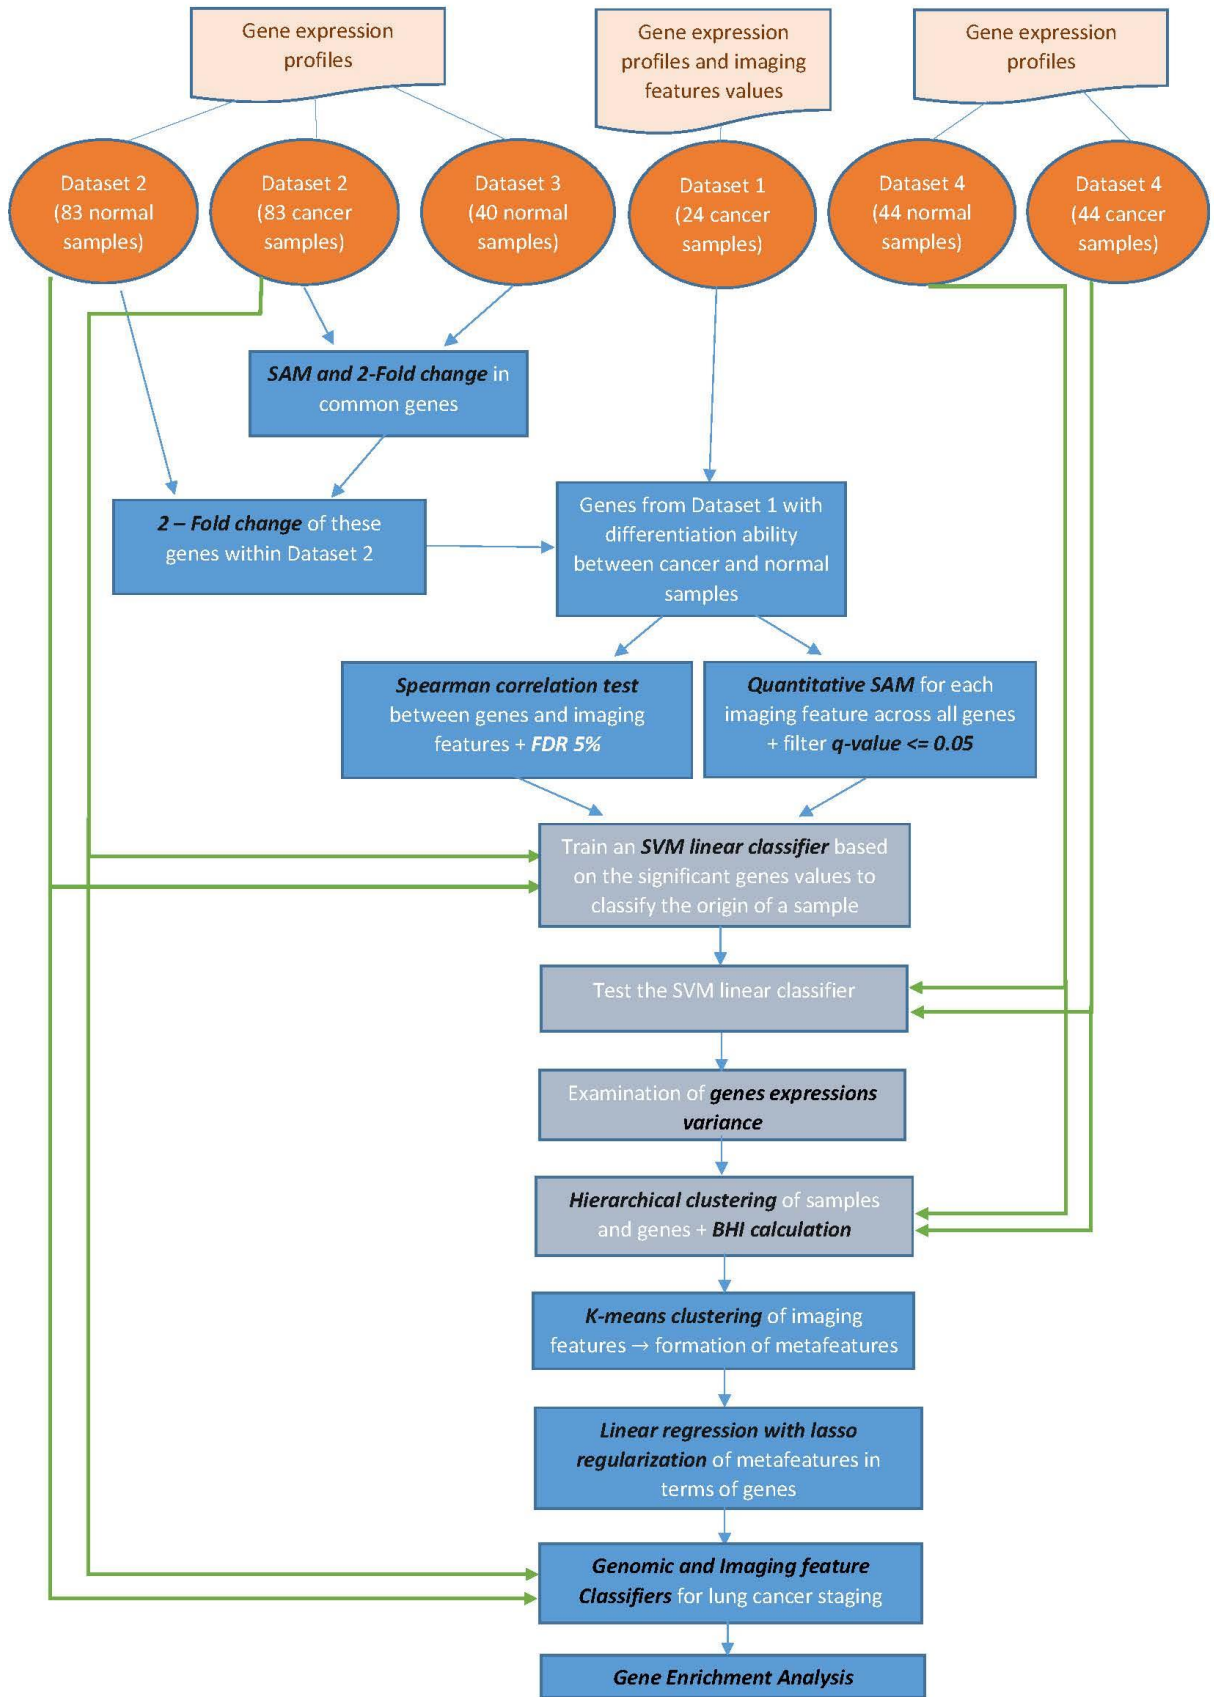 Gene expression
profiles
Gene expression
profiles and imaging
features values
Gene expression
profiles
Dataset 2
(83 normal
samples)
Dataset 2
(83 cancer
samples)
Dataset 3
(40 normal
samples)
Dataset 1
(24 cancer
samples)
Dataset 4
(44 normal
samples)
Dataset 4
(44 cancer
samples)
SAM and 2-Fold change in
common genes
2 – Fold change of these
genes within Dataset 2
Genes from Dataset 1 with
differentiation ability
between cancer and normal
samples
Spearman correlation test
between genes and imaging
features + FDR 5%
Quantitative SAM for each
imaging feature across all genes
+ filter q-value <= 0.05
Train an SVM linear classifier based
on the significant genes values to
classify the origin of a sample
Test the SVM linear classifier
Examination of genes expressions
variance
Hierarchical clustering of samples
and genes + BHI calculation
K-means clustering of imaging
features → formation of metafeatures
Linear regression with lasso
regularization of metafeatures in
terms of genes
Genomic and Imaging feature
Classifiers for lung cancer staging
Gene Enrichment Analysis